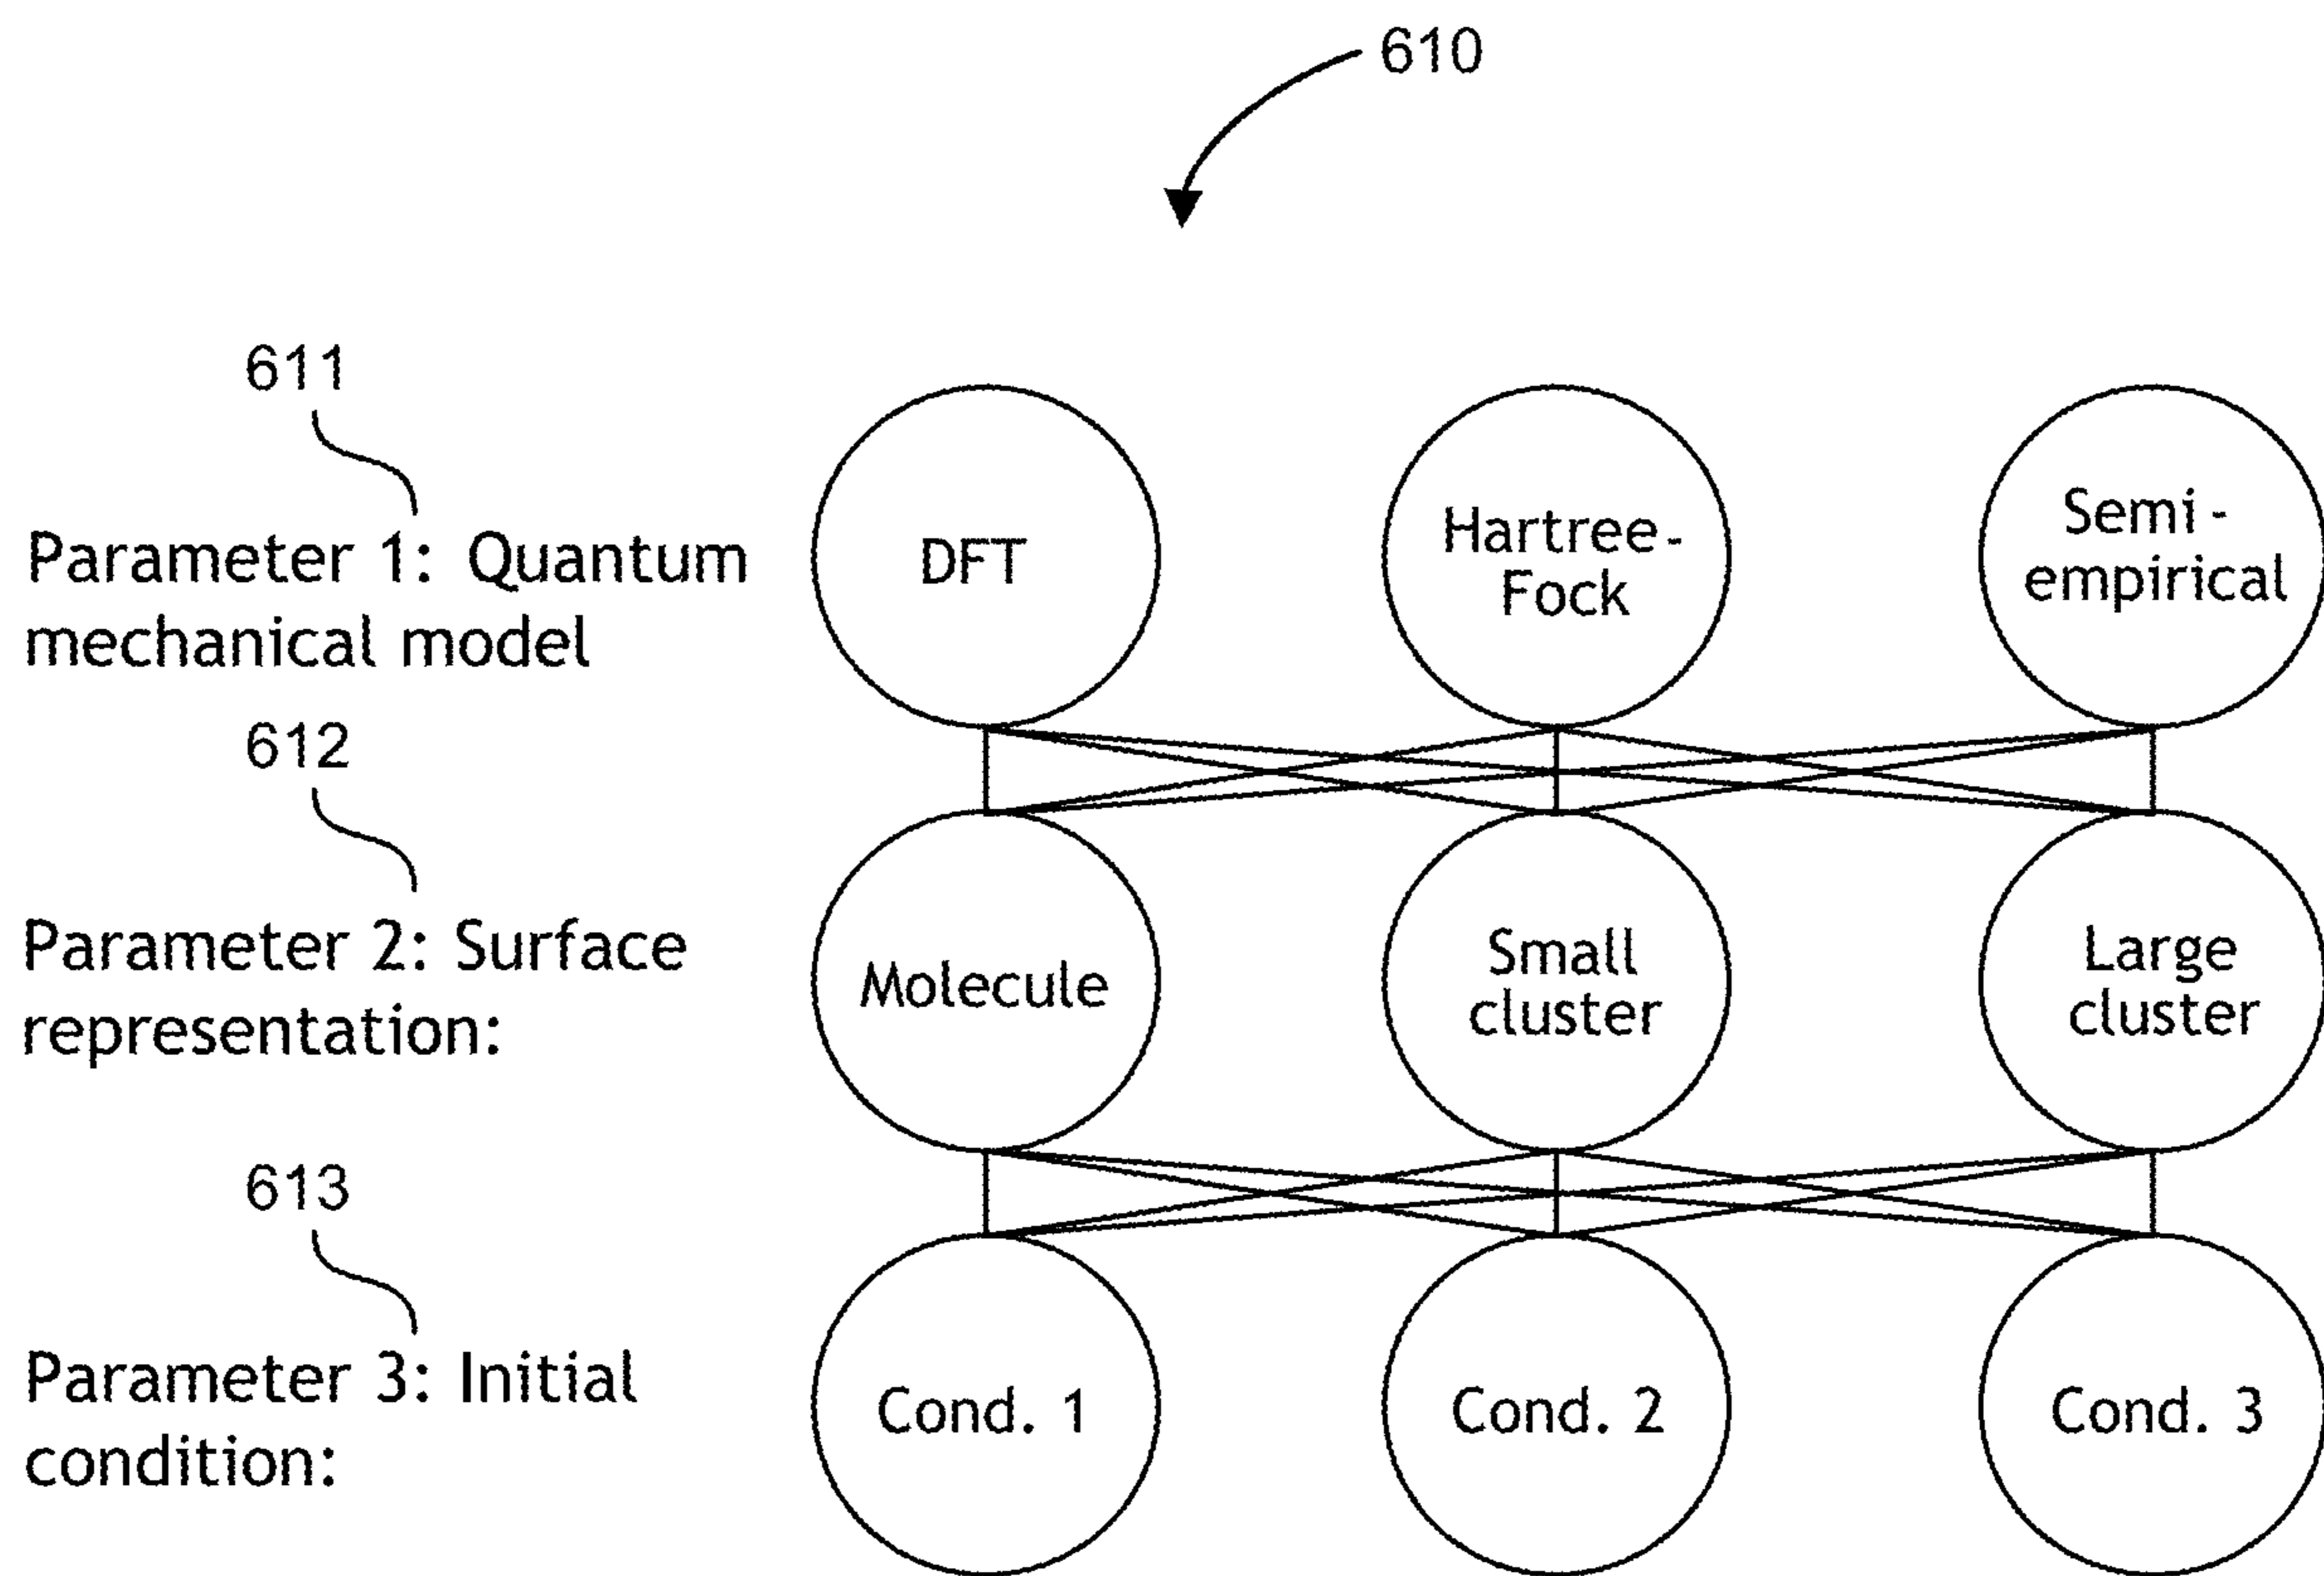 610
611
Parameter 1: Quantum
mechanical model
DFT
Hartree-
Fock
Semi-
empirical
612
Parameter 2: Surface
representation:
Molecule
Small
cluster
Large
cluster
613
Parameter 3: Initial
condition:
Cond. 1
Cond. 2
Cond. 3